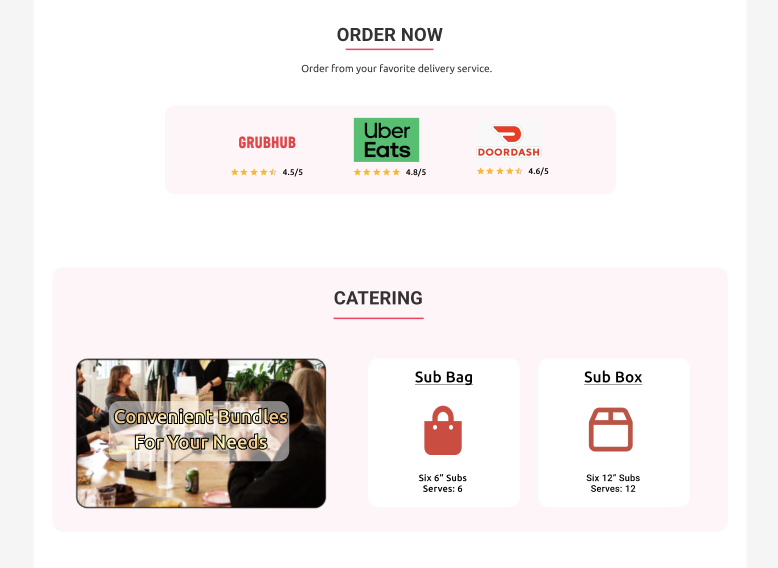 ORDER NOW
Order from your favorite delivery service.
GRUBHUB
Uber
Eats
DOORDASH
4.5/5
4.8/5
4.6/5
CATERING
Convenient Bundles
For Your Needs
Sub Bag
Six 6" Subs
Serves: 6
Sub Box
Six 12" Subs
Serves: 12